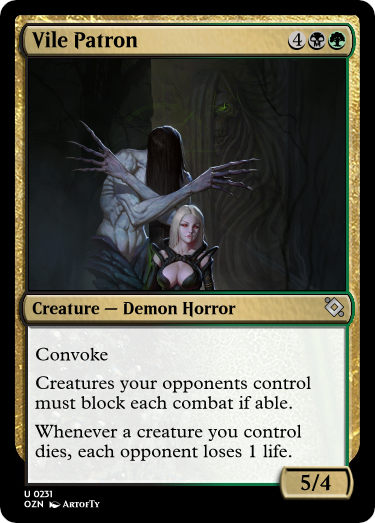 Vile Patron
4
Creature — Demon Horror
Convoke
Creatures your opponents control
must block each combat if able.
Whenever a creature you control
dies, each opponent loses 1 life.
5/4
U 0231
OZN ArtofTy